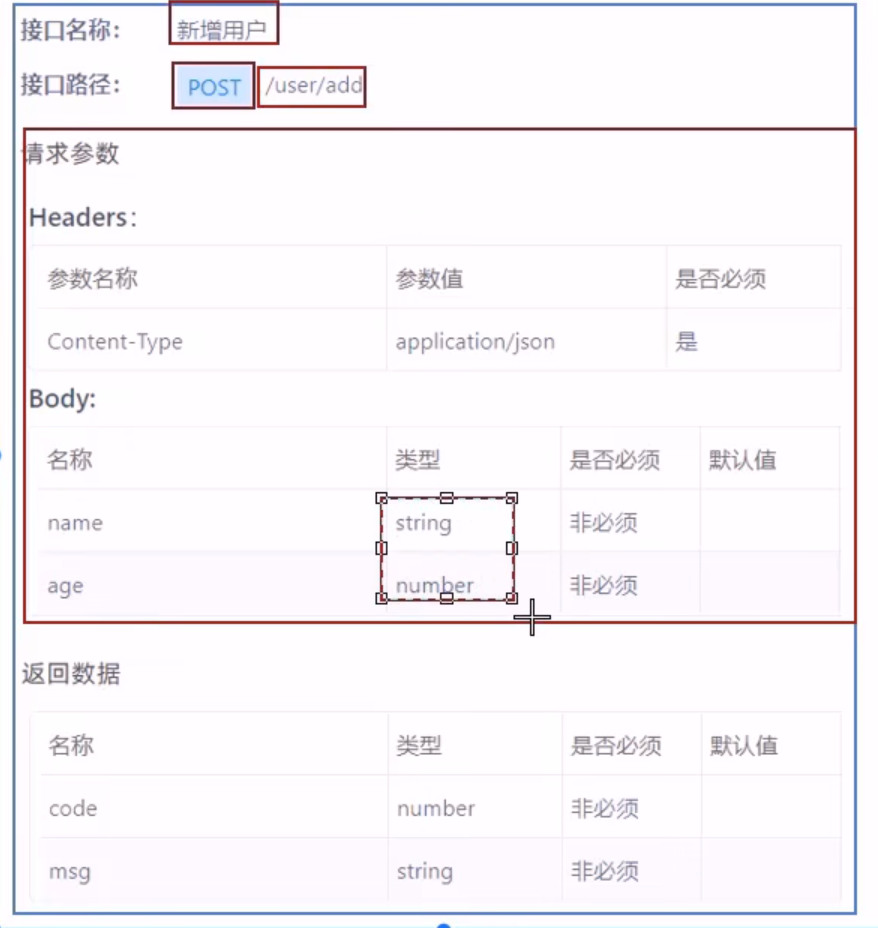 接口名称： 新增用户
接口路径： POST /user/add
请求参数
Headers：
参数名称 参数值 是否必须
Content-Type application/json 是
Body:
名称 类型 是否必须 默认值
name string 非必须
age number 非必须
返回数据
名称 类型 是否必须 默认值
code number 非必须
msg string 非必须